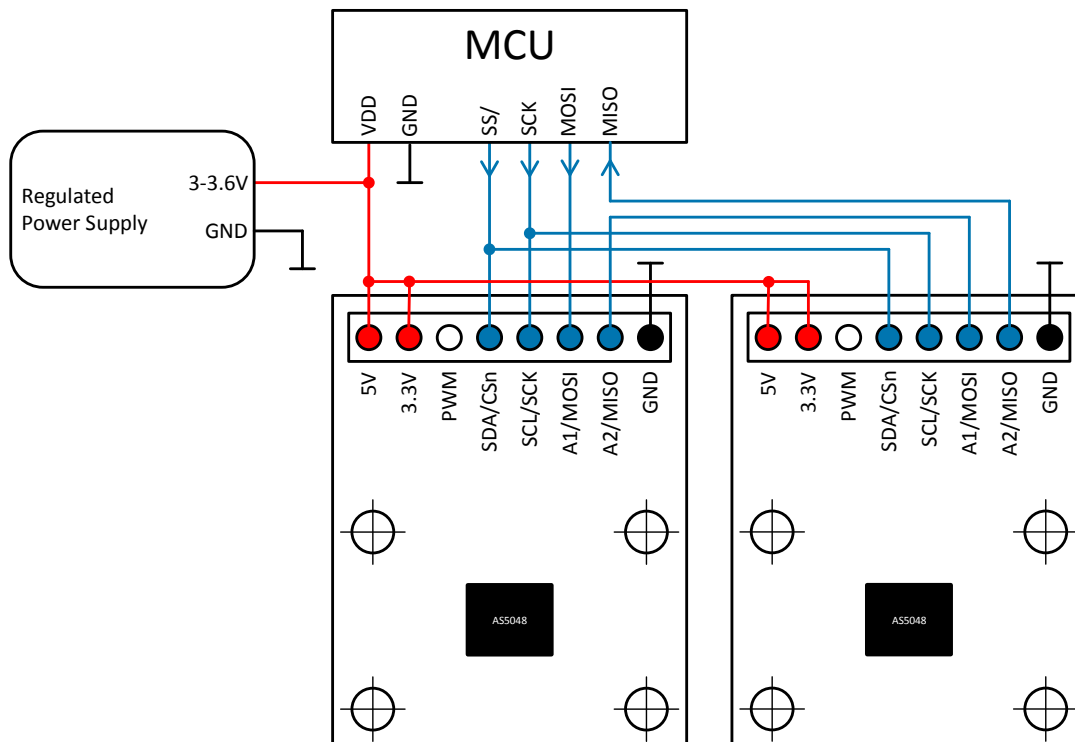 MCU
VDD
GND
SS/
SCK
MOSI
MISO
Regulated
Power Supply
3-3.6V
GND
5V
3.3V
PWM
SDA/CSn
SCL/SCK
A1/MOSI
A2/MISO
GND
5V
3.3V
PWM
SDA/CSn
SCL/SCK
A1/MOSI
A2/MISO
GND
AS5048
AS5048